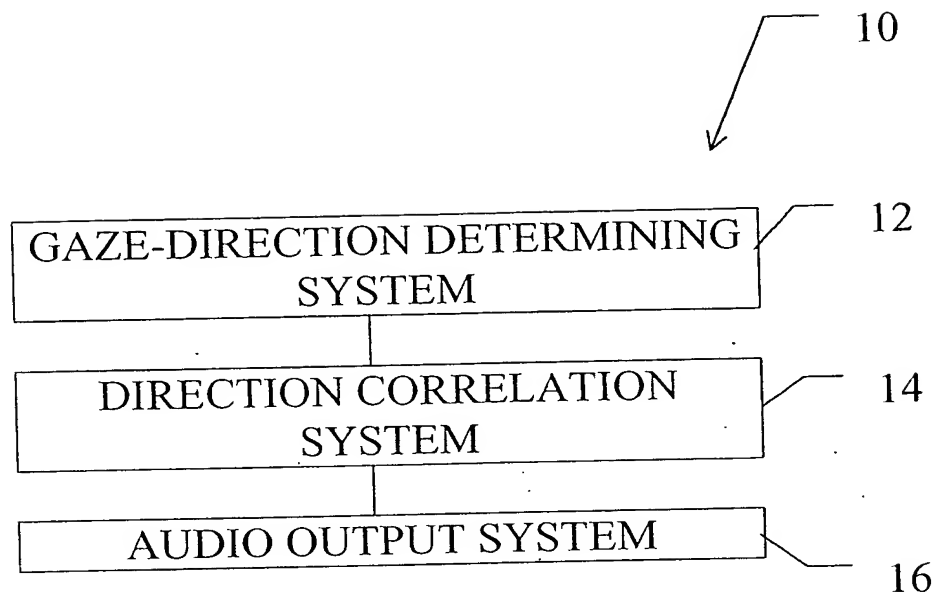 10
GAZE-DIRECTION DETERMINING
SYSTEM
12
DIRECTION CORRELATION
SYSTEM
14
AUDIO OUTPUT SYSTEM
16